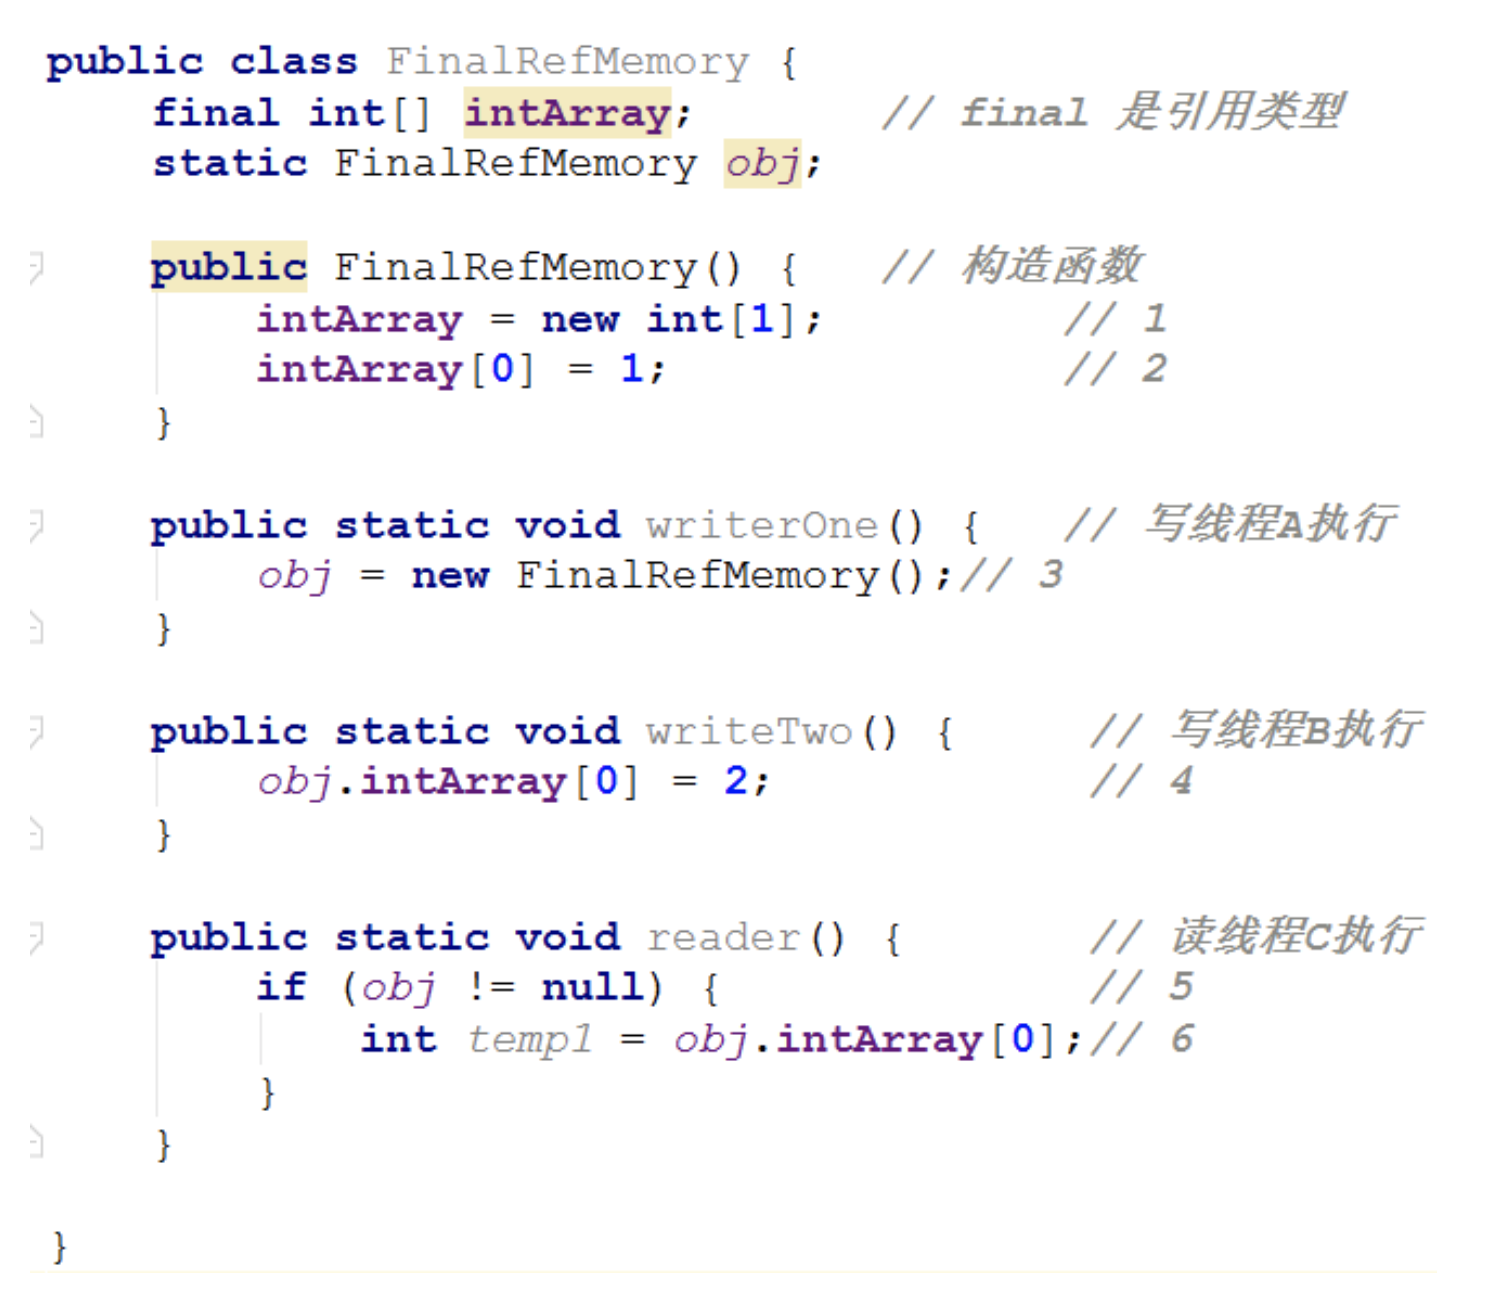 public class FinalRefMemory {
    final int[] intArray;       // final 是引用类型
    static FinalRefMemory obj;

    public FinalRefMemory() {   // 构造函数
        intArray = new int[1];         // 1
        intArray[0] = 1;               // 2
    }

    public static void writerOne() {   // 写线程A执行
        obj = new FinalRefMemory();// 3
    }

    public static void writeTwo() {     // 写线程B执行
        obj.intArray[0] = 2;            // 4
    }

    public static void reader() {       // 读线程C执行
        if (obj != null) {              // 5
            int temp1 = obj.intArray[0];// 6
        }
    }

}